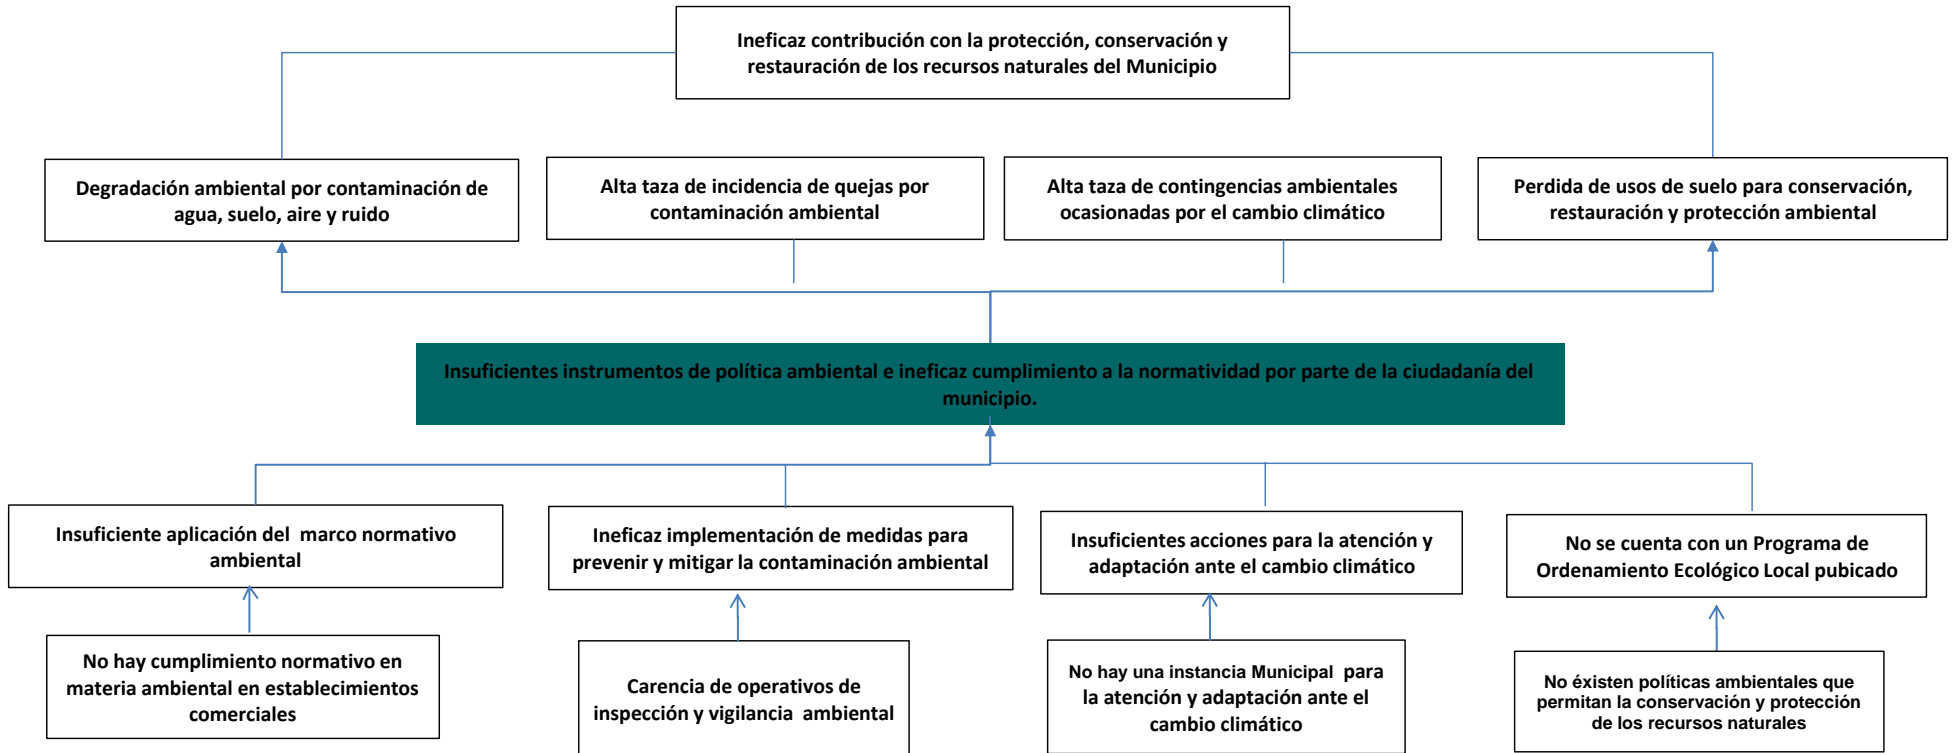 Ineficaz contribución con la protección, conservación y
restauración de los recursos naturales del Municipio
Degradación ambiental por contaminación de
agua, suelo, aire y ruido
Alta taza de incidencia de quejas por
contaminación ambiental
Alta taza de contingencias ambientales
ocasionadas por el cambio climático
Perdida de usos de suelo para conservación,
restauración y protección ambiental
Insuficientes instrumentos de política ambiental e ineficaz cumplimiento a la normatividad por parte de la ciudadanía del
municipio.
Insuficiente aplicación del marco normativo
ambiental
Ineficaz implementación de medidas para
prevenir y mitigar la contaminación ambiental
Insuficientes acciones para la atención y
adaptación ante el cambio climático
No se cuenta con un Programa de
Ordenamiento Ecológico Local pubicado
No hay cumplimiento normativo en
materia ambiental en establecimientos
comerciales
Carencia de operativos de
inspección y vigilancia ambiental
No hay una instancia Municipal para
la atención y adaptación ante el
cambio climático
No éxisten políticas ambientales que
permitan la conservación y protección
de los recursos naturales